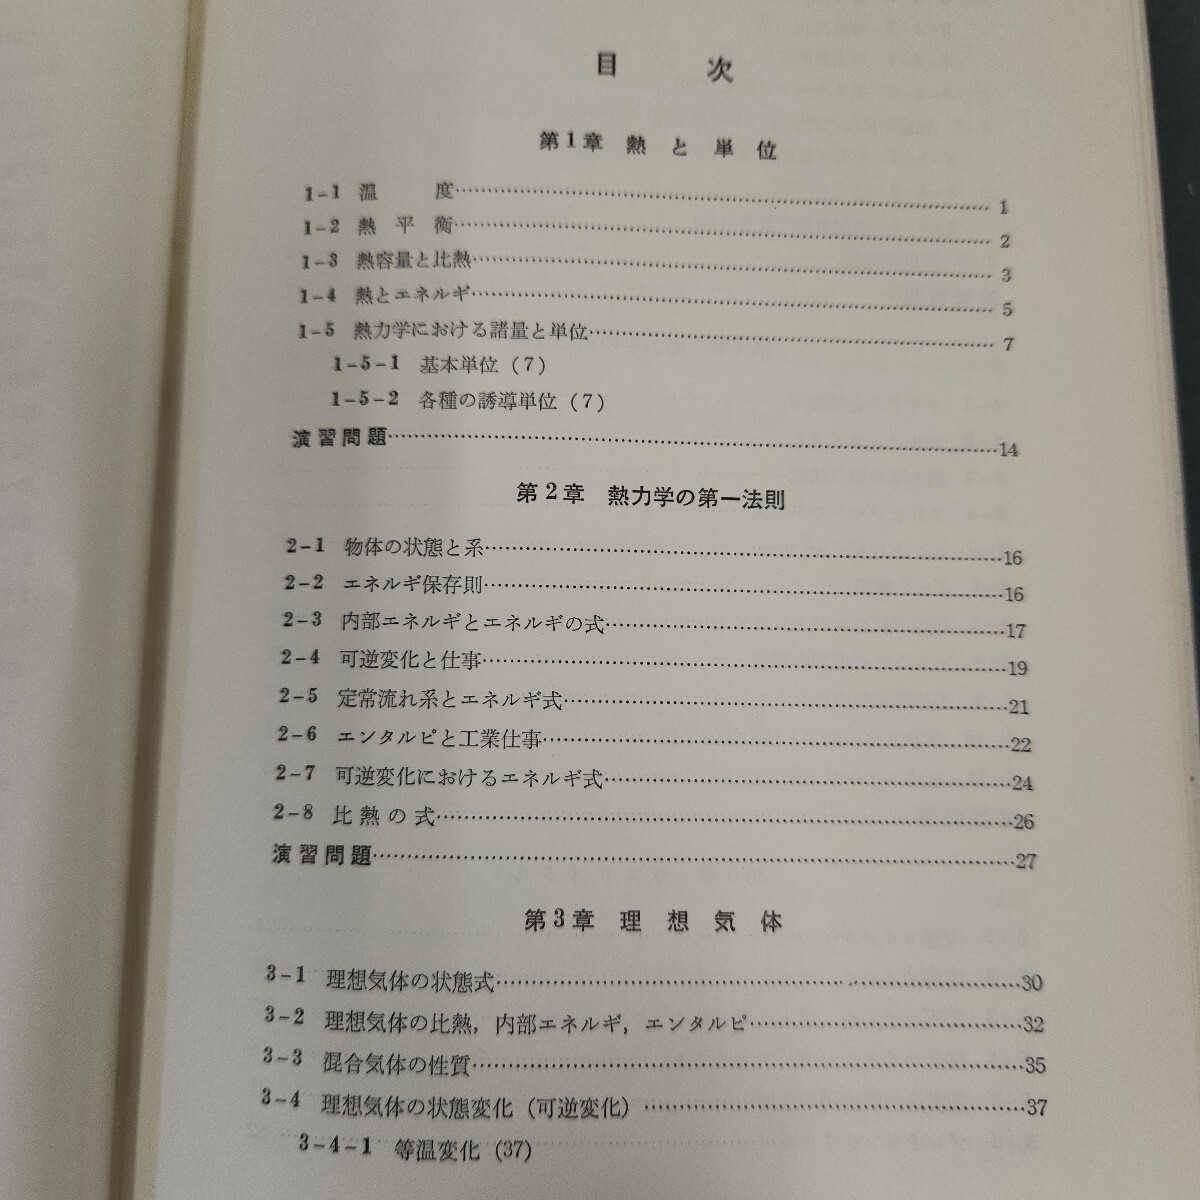 目次
第1章 熱と単位
1-1 温度…………1
1-2 熱平衡…………2
1-3 熱容量と比熱…………3
1-4 熱とエネルギ…………5
1-5 熱力学における諸量と単位…………7
1-5-1 基本単位 (7)
1-5-2 各種の誘導単位 (7)
演習問題…………14
第2章 熱力学の第一法則
2-1 物体の状態と系…………16
2-2 エネルギ保存則…………16
2-3 内部エネルギとエネルギの式…………17
2-4 可逆変化と仕事…………19
2-5 定常流れ系とエネルギ式…………21
2-6 エンタルピと工業仕事…………22
2-7 可逆変化におけるエネルギ式…………24
2-8 比熱の式…………26
演習問題…………27
第3章 理想気体
3-1 理想気体の状態式…………30
3-2 理想気体の比熱，内部エネルギ，エンタルピ…………32
3-3 混合気体の性質…………35
3-4 理想気体の状態変化（可逆変化）…………37
3-4-1 等温変化 (37)